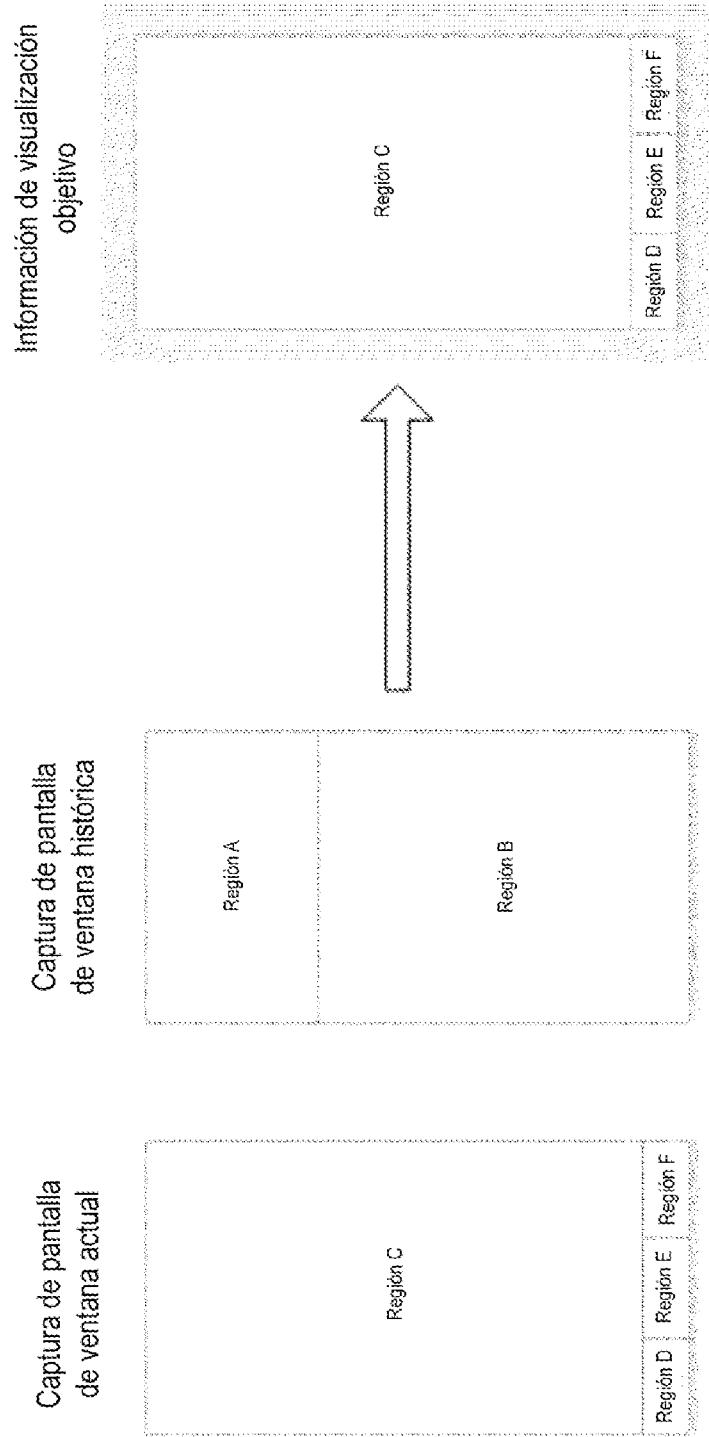 Captura de pantalla
de ventana actual
Región C
Región D
Región E
Región F
Captura de pantalla
de ventana histórica
Región A
Región B
Información de visualización
objetivo
Región C
Región D
Región E
Región F